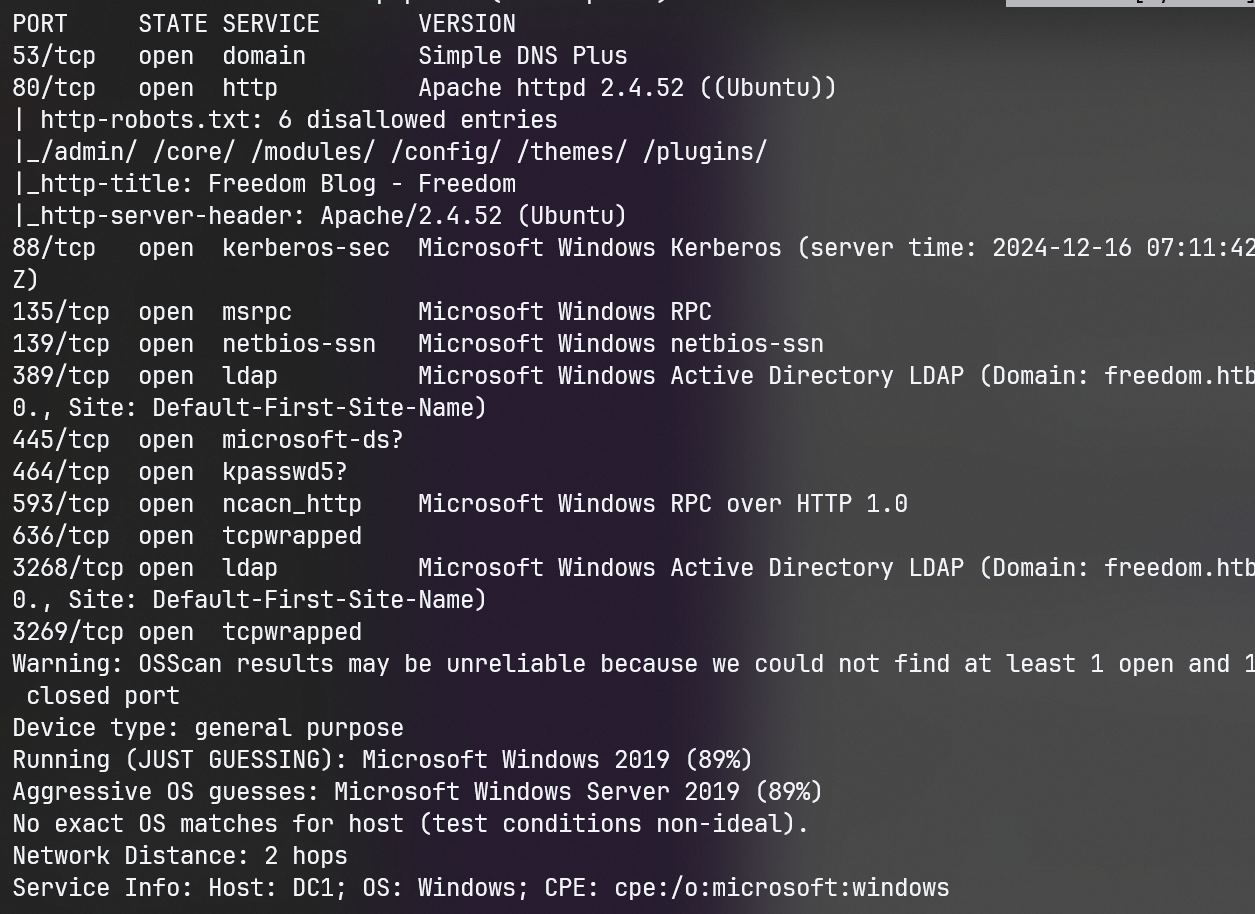 PORT     STATE SERVICE       VERSION
53/tcp   open  domain        Simple DNS Plus
80/tcp   open  http          Apache httpd 2.4.52 ((Ubuntu))
| http-robots.txt: 6 disallowed entries
|_/admin/ /core/ /modules/ /config/ /themes/ /plugins/
|_http-title: Freedom Blog - Freedom
|_http-server-header: Apache/2.4.52 (Ubuntu)
88/tcp   open  kerberos-sec  Microsoft Windows Kerberos (server time: 2024-12-16 07:11:42
Z)
135/tcp  open  msrpc         Microsoft Windows RPC
139/tcp  open  netbios-ssn   Microsoft Windows netbios-ssn
389/tcp  open  ldap          Microsoft Windows Active Directory LDAP (Domain: freedom.htb
0., Site: Default-First-Site-Name)
445/tcp  open  microsoft-ds?
464/tcp  open  kpasswd5?
593/tcp  open  ncacn_http    Microsoft Windows RPC over HTTP 1.0
636/tcp  open  tcpwrapped
3268/tcp open  ldap          Microsoft Windows Active Directory LDAP (Domain: freedom.htb
0., Site: Default-First-Site-Name)
3269/tcp open  tcpwrapped
Warning: OSScan results may be unreliable because we could not find at least 1 open and 1
 closed port
Device type: general purpose
Running (JUST GUESSING): Microsoft Windows 2019 (89%)
Aggressive OS guesses: Microsoft Windows Server 2019 (89%)
No exact OS matches for host (test conditions non-ideal).
Network Distance: 2 hops
Service Info: Host: DC1; OS: Windows; CPE: cpe:/o:microsoft:windows